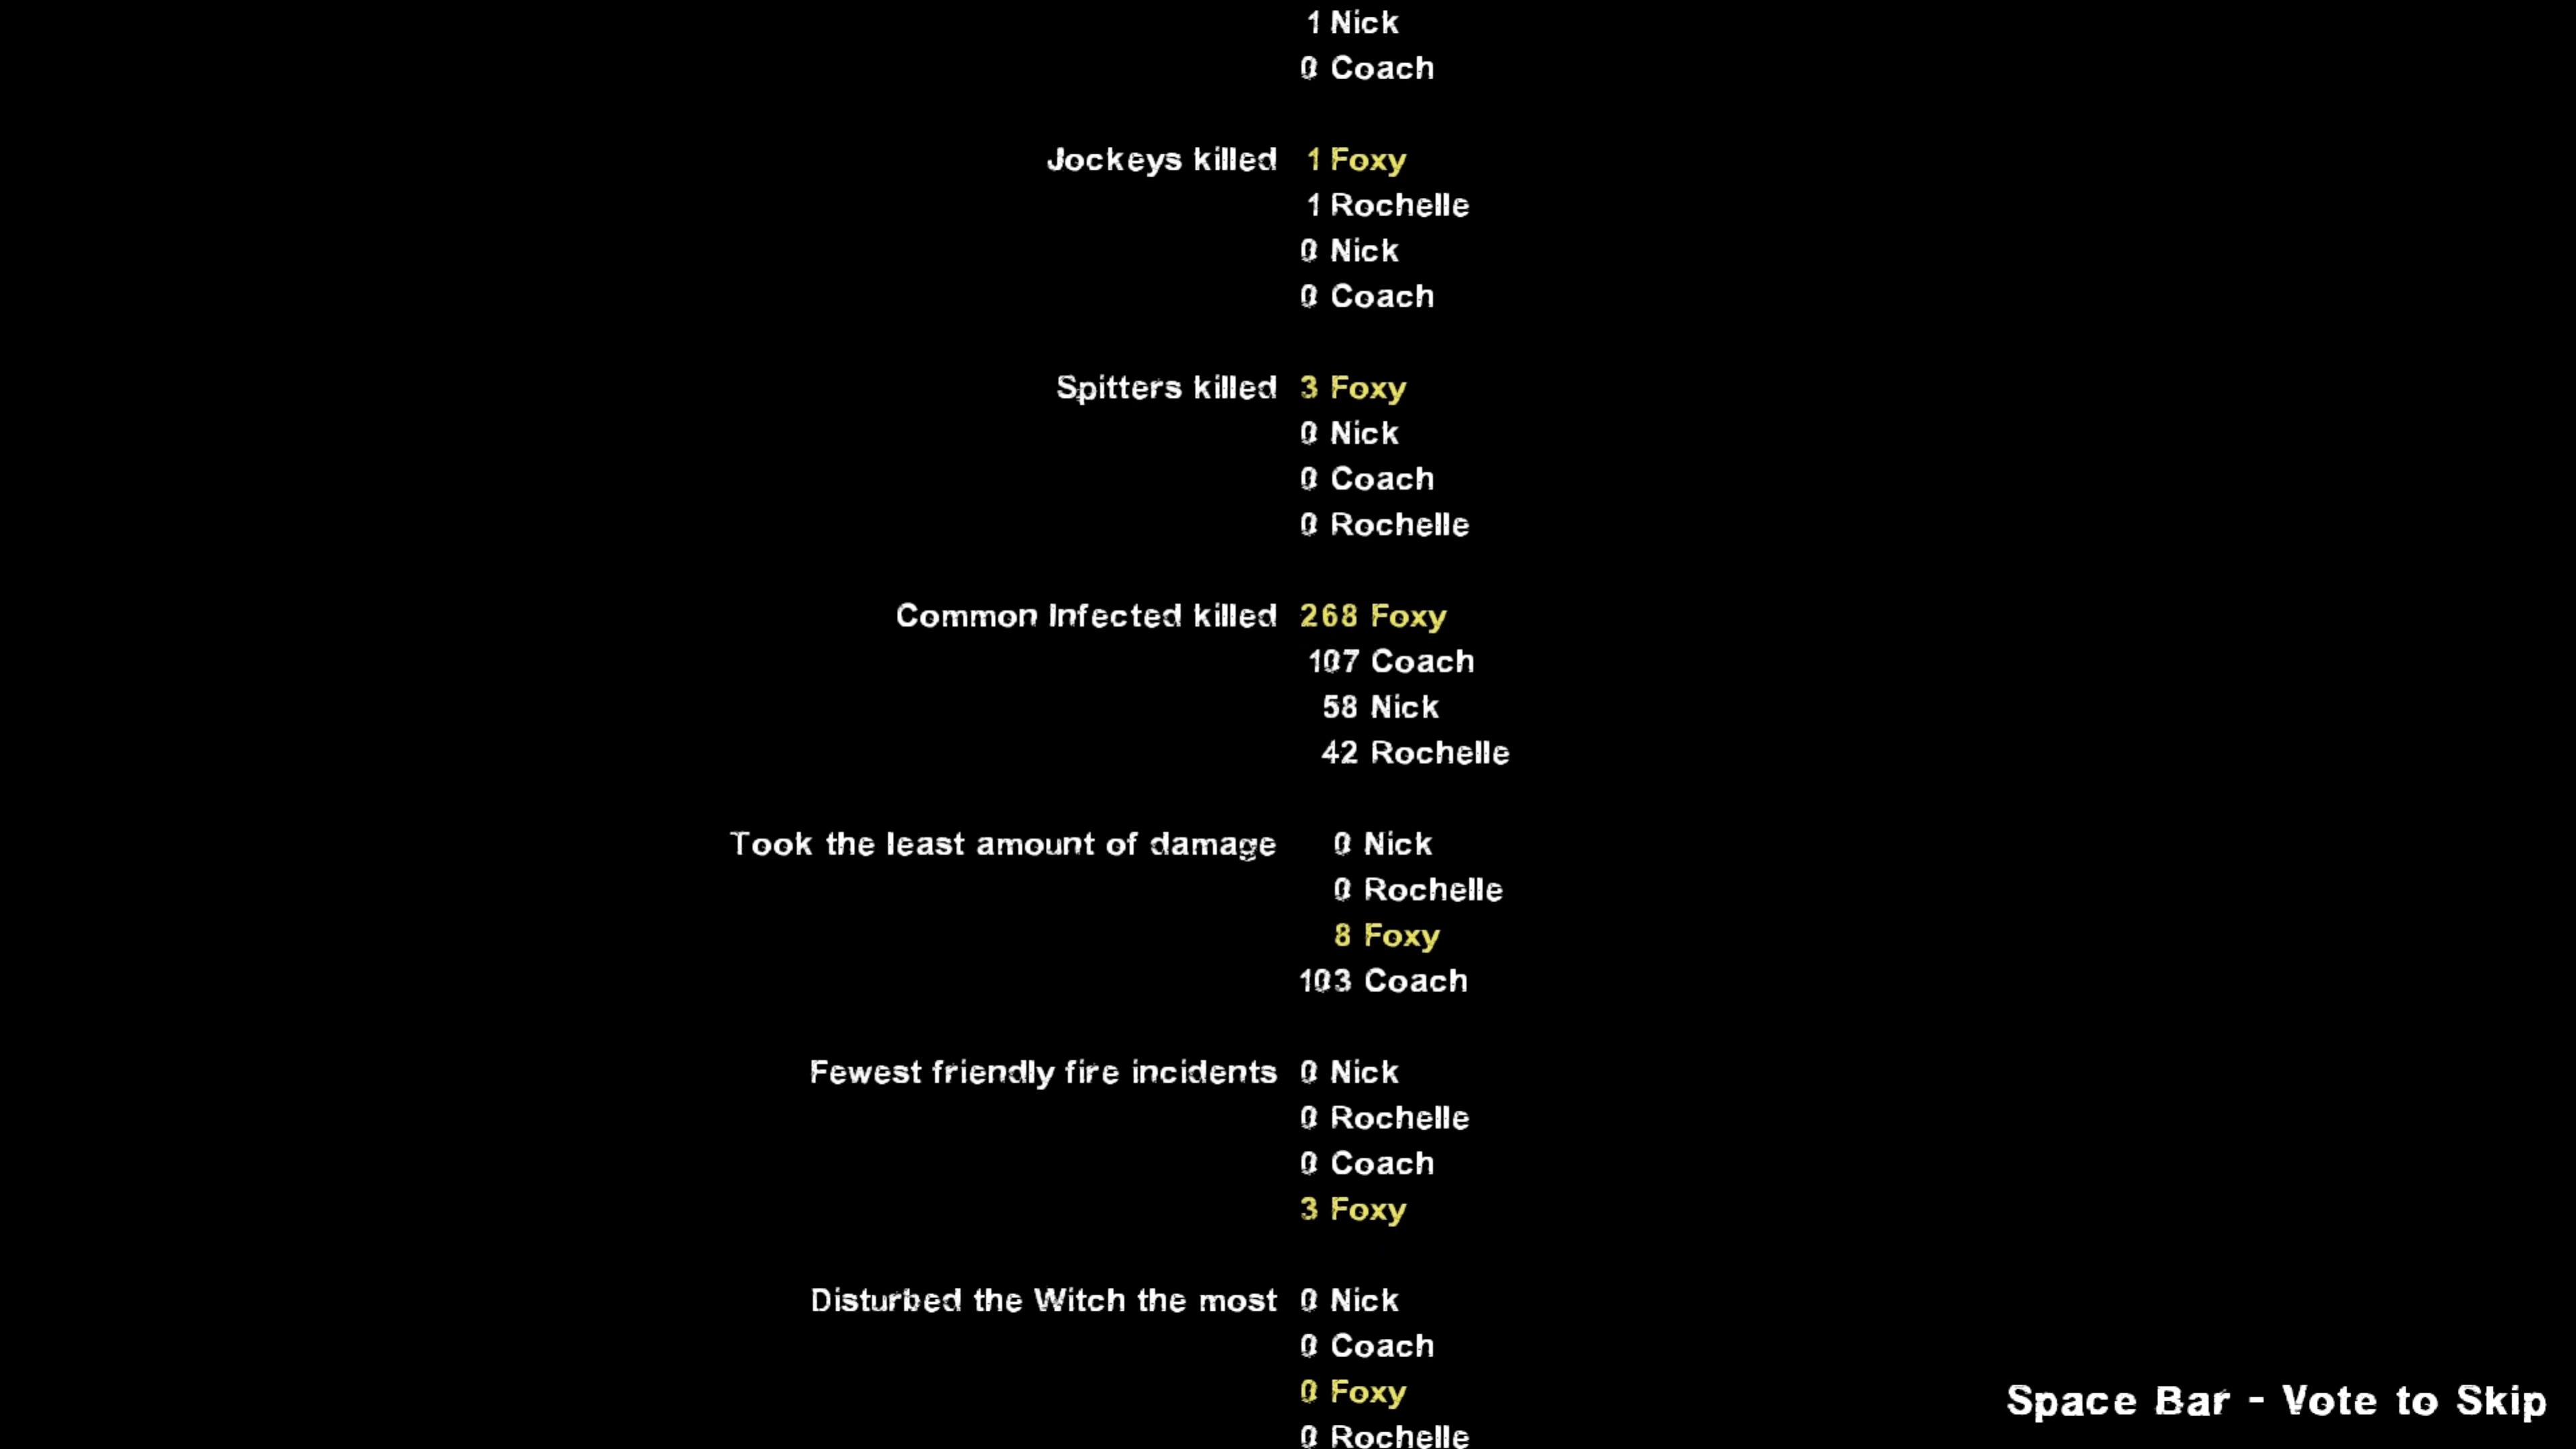 1 Nick
0 Coach
Jockeys killed 1 Foxy
1 Rochelle
0 Nick
0 Coach
Spitters killed 3 Foxy
0 Nick
0 Coach
0 Rochelle
Common Infected killed 268 Foxy
107 Coach
58 Nick
42 Rochelle
Took the least amount of damage 0 Nick
0 Rochelle
8 Foxy
103 Coach
Fewest friendly fire incidents 0 Nick
0 Rochelle
0 Coach
3 Foxy
Disturbed the Witch the most 0 Nick
0 Coach
0 Foxy
0 Rochelle
Space Bar - Vote to Skip